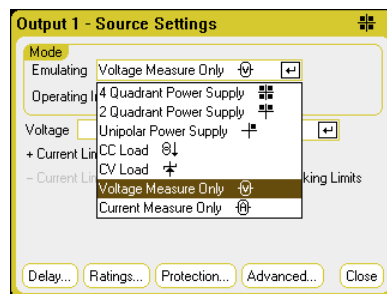 Output 1 - Source Settings
Mode
Emulating Voltage Measure Only
Operating
4 Quadrant Power Supply
2 Quadrant Power Supply
Unipolar Power Supply
Voltage
CC Load
+ Current
CV Load
- Current
Voltage Measure Only
Limits
Current Measure Only
Delay... Ratings... Protection... Advanced... Close